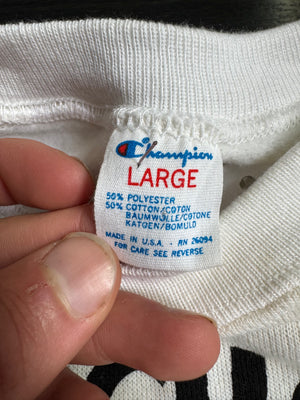 Champion
LARGE
50% POLYESTER
50% COTTON/COTON
BAUMWOLLE/COTONE
KATOEN/BOMULD
MADE IN U.S.A. - RN 26094
FOR CARE SEE REVERSE